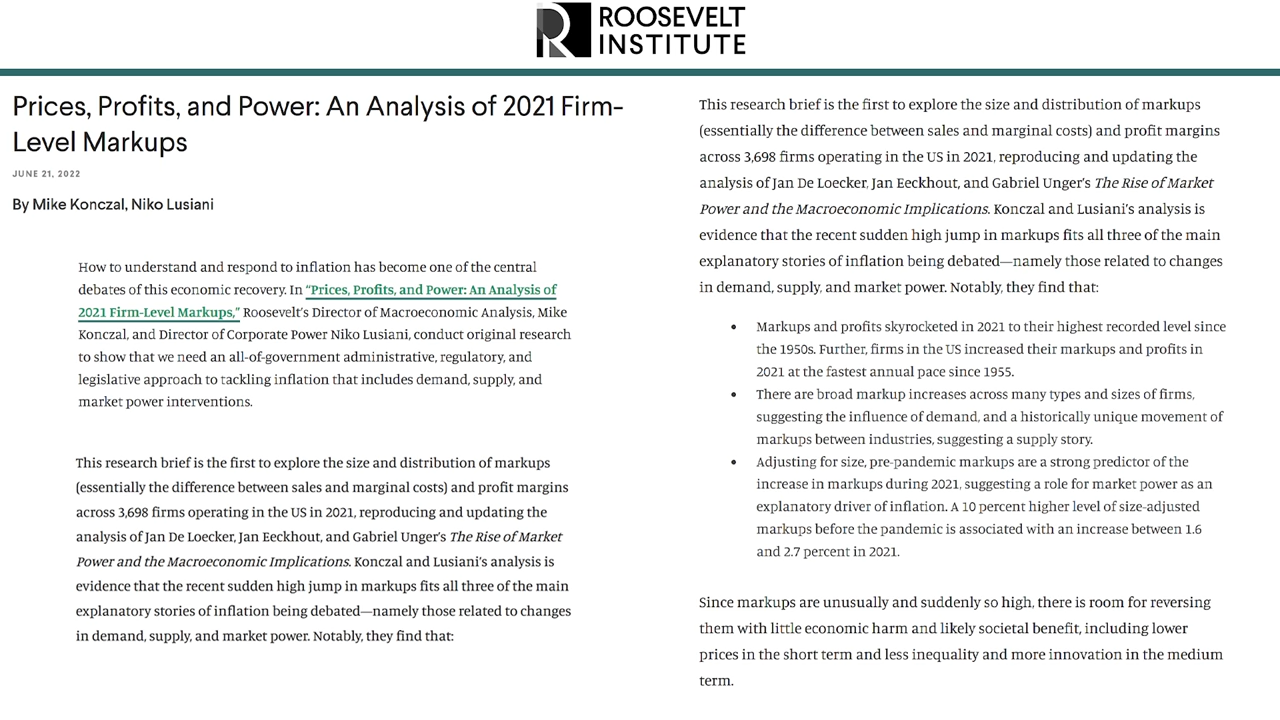 ROOSEVELT
INSTITUTE
Prices, Profits, and Power: An Analysis of 2021 Firm-
Level Markups
JUNE 21, 2022
By Mike Konczal, Niko Lusiani
How to understand and respond to inflation has become one of the central
debates of this economic recovery. In “Prices, Profits, and Power: An Analysis of
2021 Firm-Level Markups,” Roosevelt’s Director of Macroeconomic Analysis, Mike
Konczal, and Director of Corporate Power Niko Lusiani, conduct original research
to show that we need an all-of-government administrative, regulatory, and
legislative approach to tackling inflation that includes demand, supply, and
market power interventions.
This research brief is the first to explore the size and distribution of markups
(essentially the difference between sales and marginal costs) and profit margins
across 3,698 firms operating in the US in 2021, reproducing and updating the
analysis of Jan De Loecker, Jan Eeckhout, and Gabriel Unger’s The Rise of Market
Power and the Macroeconomic Implications. Konczal and Lusiani’s analysis is
evidence that the recent sudden high jump in markups fits all three of the main
explanatory stories of inflation being debated—namely those related to changes
in demand, supply, and market power. Notably, they find that:
This research brief is the first to explore the size and distribution of markups
(essentially the difference between sales and marginal costs) and profit margins
across 3,698 firms operating in the US in 2021, reproducing and updating the
analysis of Jan De Loecker, Jan Eeckhout, and Gabriel Unger’s The Rise of Market
Power and the Macroeconomic Implications. Konczal and Lusiani’s analysis is
evidence that the recent sudden high jump in markups fits all three of the main
explanatory stories of inflation being debated—namely those related to changes
in demand, supply, and market power. Notably, they find that:
• Markups and profits skyrocketed in 2021 to their highest recorded level since
the 1950s. Further, firms in the US increased their markups and profits in
2021 at the fastest annual pace since 1955.
• There are broad markup increases across many types and sizes of firms,
suggesting the influence of demand, and a historically unique movement of
markups between industries, suggesting a supply story.
• Adjusting for size, pre-pandemic markups are a strong predictor of the
increase in markups during 2021, suggesting a role for market power as an
explanatory driver of inflation. A 10 percent higher level of size-adjusted
markups before the pandemic is associated with an increase between 1.6
and 2.7 percent in 2021.
Since markups are unusually and suddenly so high, there is room for reversing
them with little economic harm and likely societal benefit, including lower
prices in the short term and less inequality and more innovation in the medium
term.